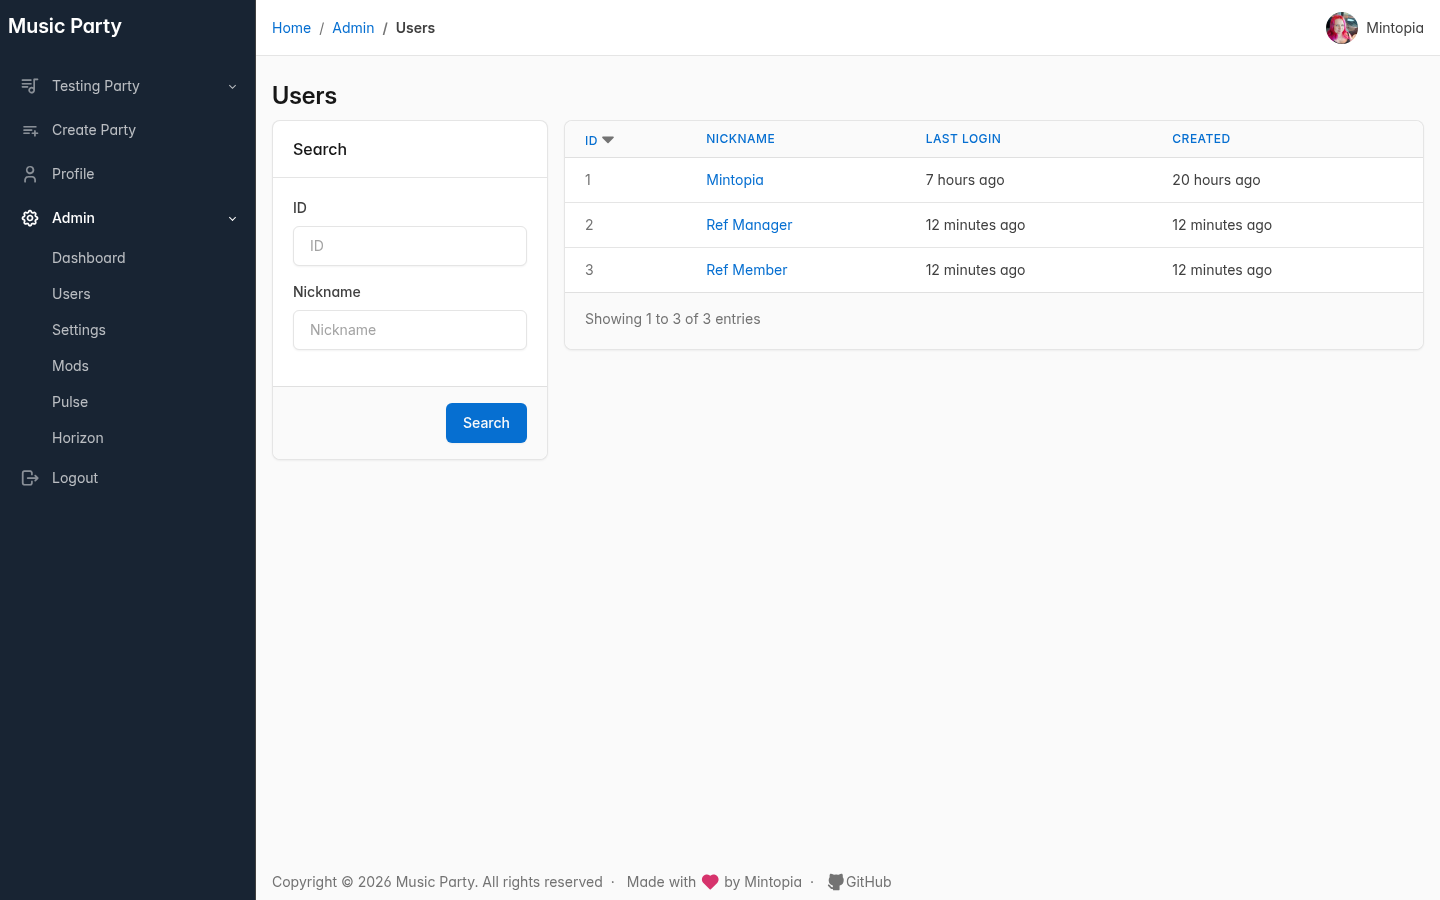 Music Party
Testing Party
Create Party
Profile
Admin
Dashboard
Users
Settings
Mods
Pulse
Horizon
Logout
Home / Admin / Users
Mintopia
Users
Search
ID
ID
Nickname
Nickname
Search
ID NICKNAME LAST LOGIN CREATED
1 Mintopia 7 hours ago 20 hours ago
2 Ref Manager 12 minutes ago 12 minutes ago
3 Ref Member 12 minutes ago 12 minutes ago
Showing 1 to 3 of 3 entries
Copyright © 2026 Music Party. All rights reserved · Made with by Mintopia · GitHub